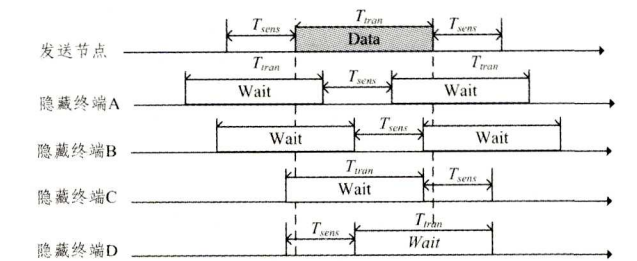 T_sens T_tran T_sens
发送节点 Data
T_tran T_sens T_tran
隐藏终端A Wait Wait
隐藏终端B Wait T_sens Wait
T_tran T_sens
隐藏终端C Wait
T_sens T_tran
隐藏终端D Wait